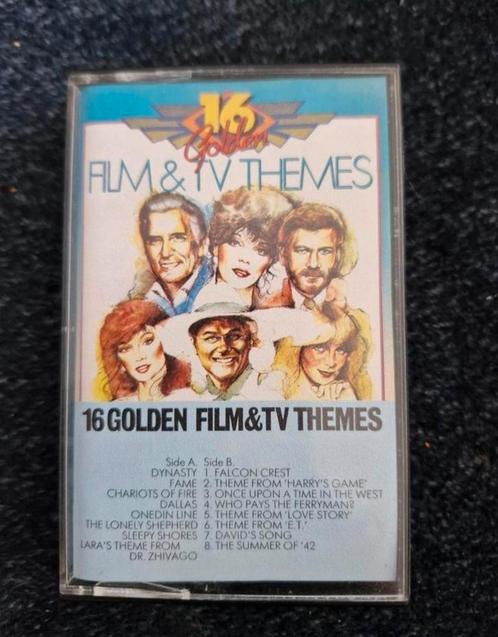 16
Golden
FILM & TV THEMES
16 GOLDEN FILM&TV THEMES
Side A.
DYNASTY
FAME
CHARIOTS OF FIRE
DALLAS
ONEDIN LINE
THE LONELY SHEPHERD
SLEEPY SHORES
LARA'S THEME FROM
DR. ZHIVAGO
Side B.
1. FALCON CREST
2. THEME FROM 'HARRY'S GAME'
3. ONCE UPON A TIME IN THE WEST
4. WHO PAYS THE FERRYMAN?
5. THEME FROM 'LOVE STORY'
6. THEME FROM 'E.T.'
7. DAVID'S SONG
8. THE SUMMER OF '42